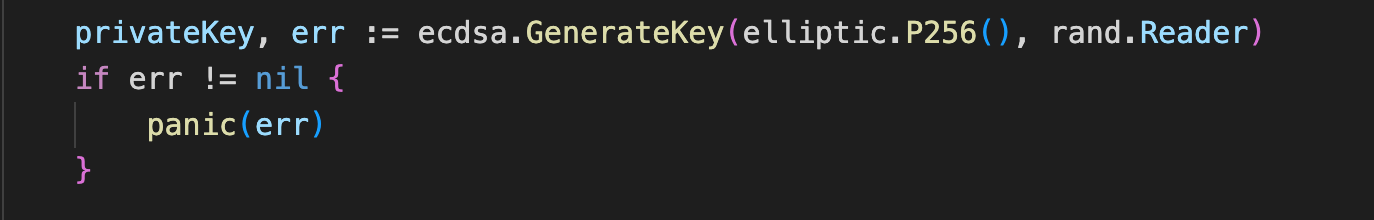 privateKey, err := ecdsa.GenerateKey(elliptic.P256(), rand.Reader)
if err != nil {
    panic(err)
}